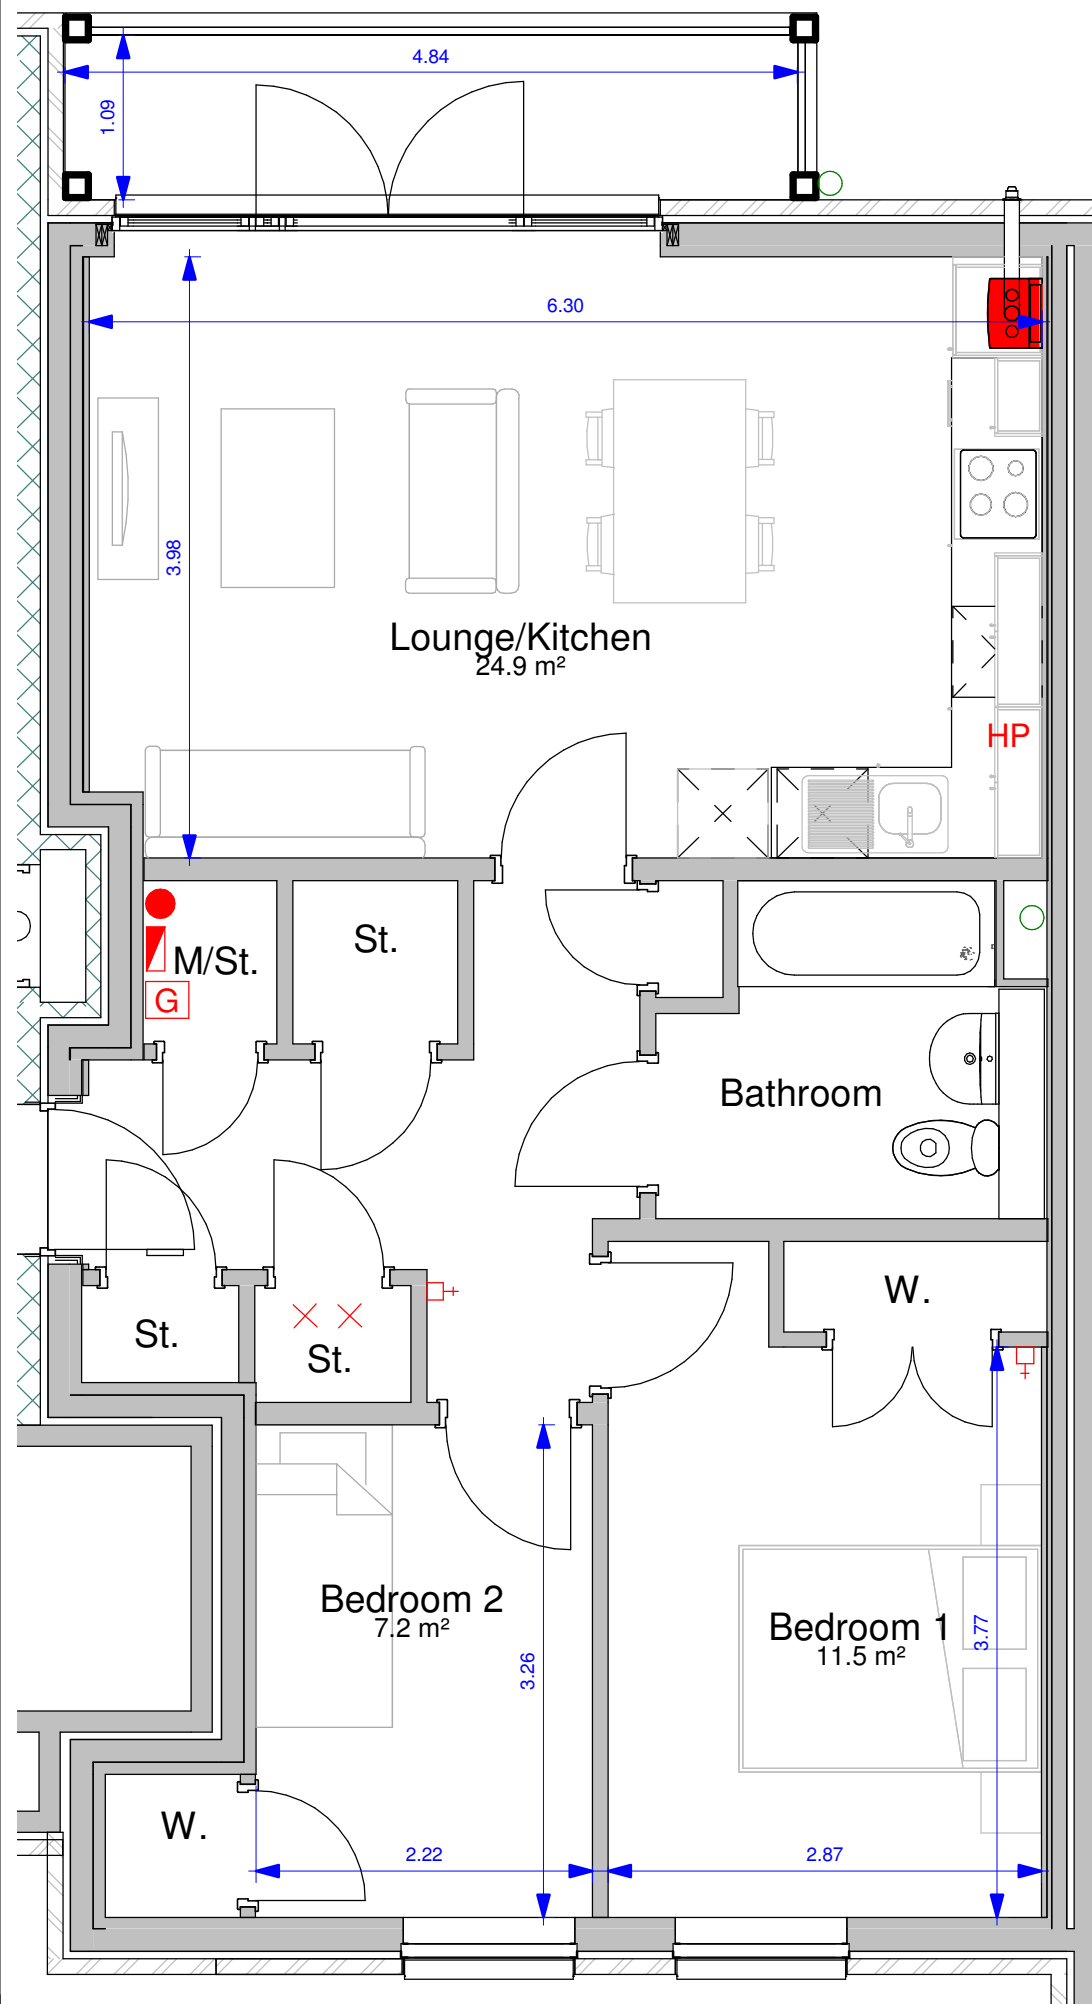 4.84
1.09
6.30
3.98
Lounge/Kitchen
24.9 m²
HP
M/St.
St.
G
Bathroom
W.
St.
St.
Bedroom 2
7.2 m²
Bedroom 1
11.5 m²
3.77
3.26
W.
2.22
2.87